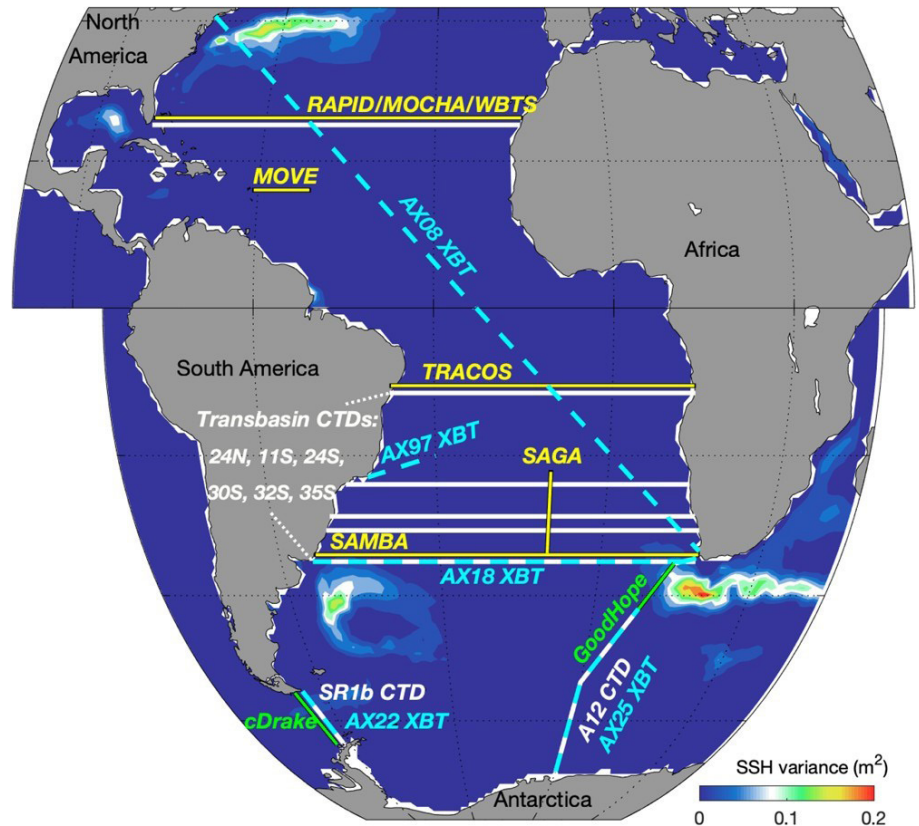 North
America
RAPID/MOCHA/WBTS
MOVE
AX08 XBT
Africa
South America
TRACOS
Transbasin CTDs:
24N, 11S, 24S,
30S, 32S, 35S
AX97 XBT
SAGA
SAMBA
AX18 XBT
GoodHope
SR1b CTD
cDrake
AX22 XBT
A12 CTD
AX25 XBT
Antarctica
SSH variance (m²)
0 0.1 0.2